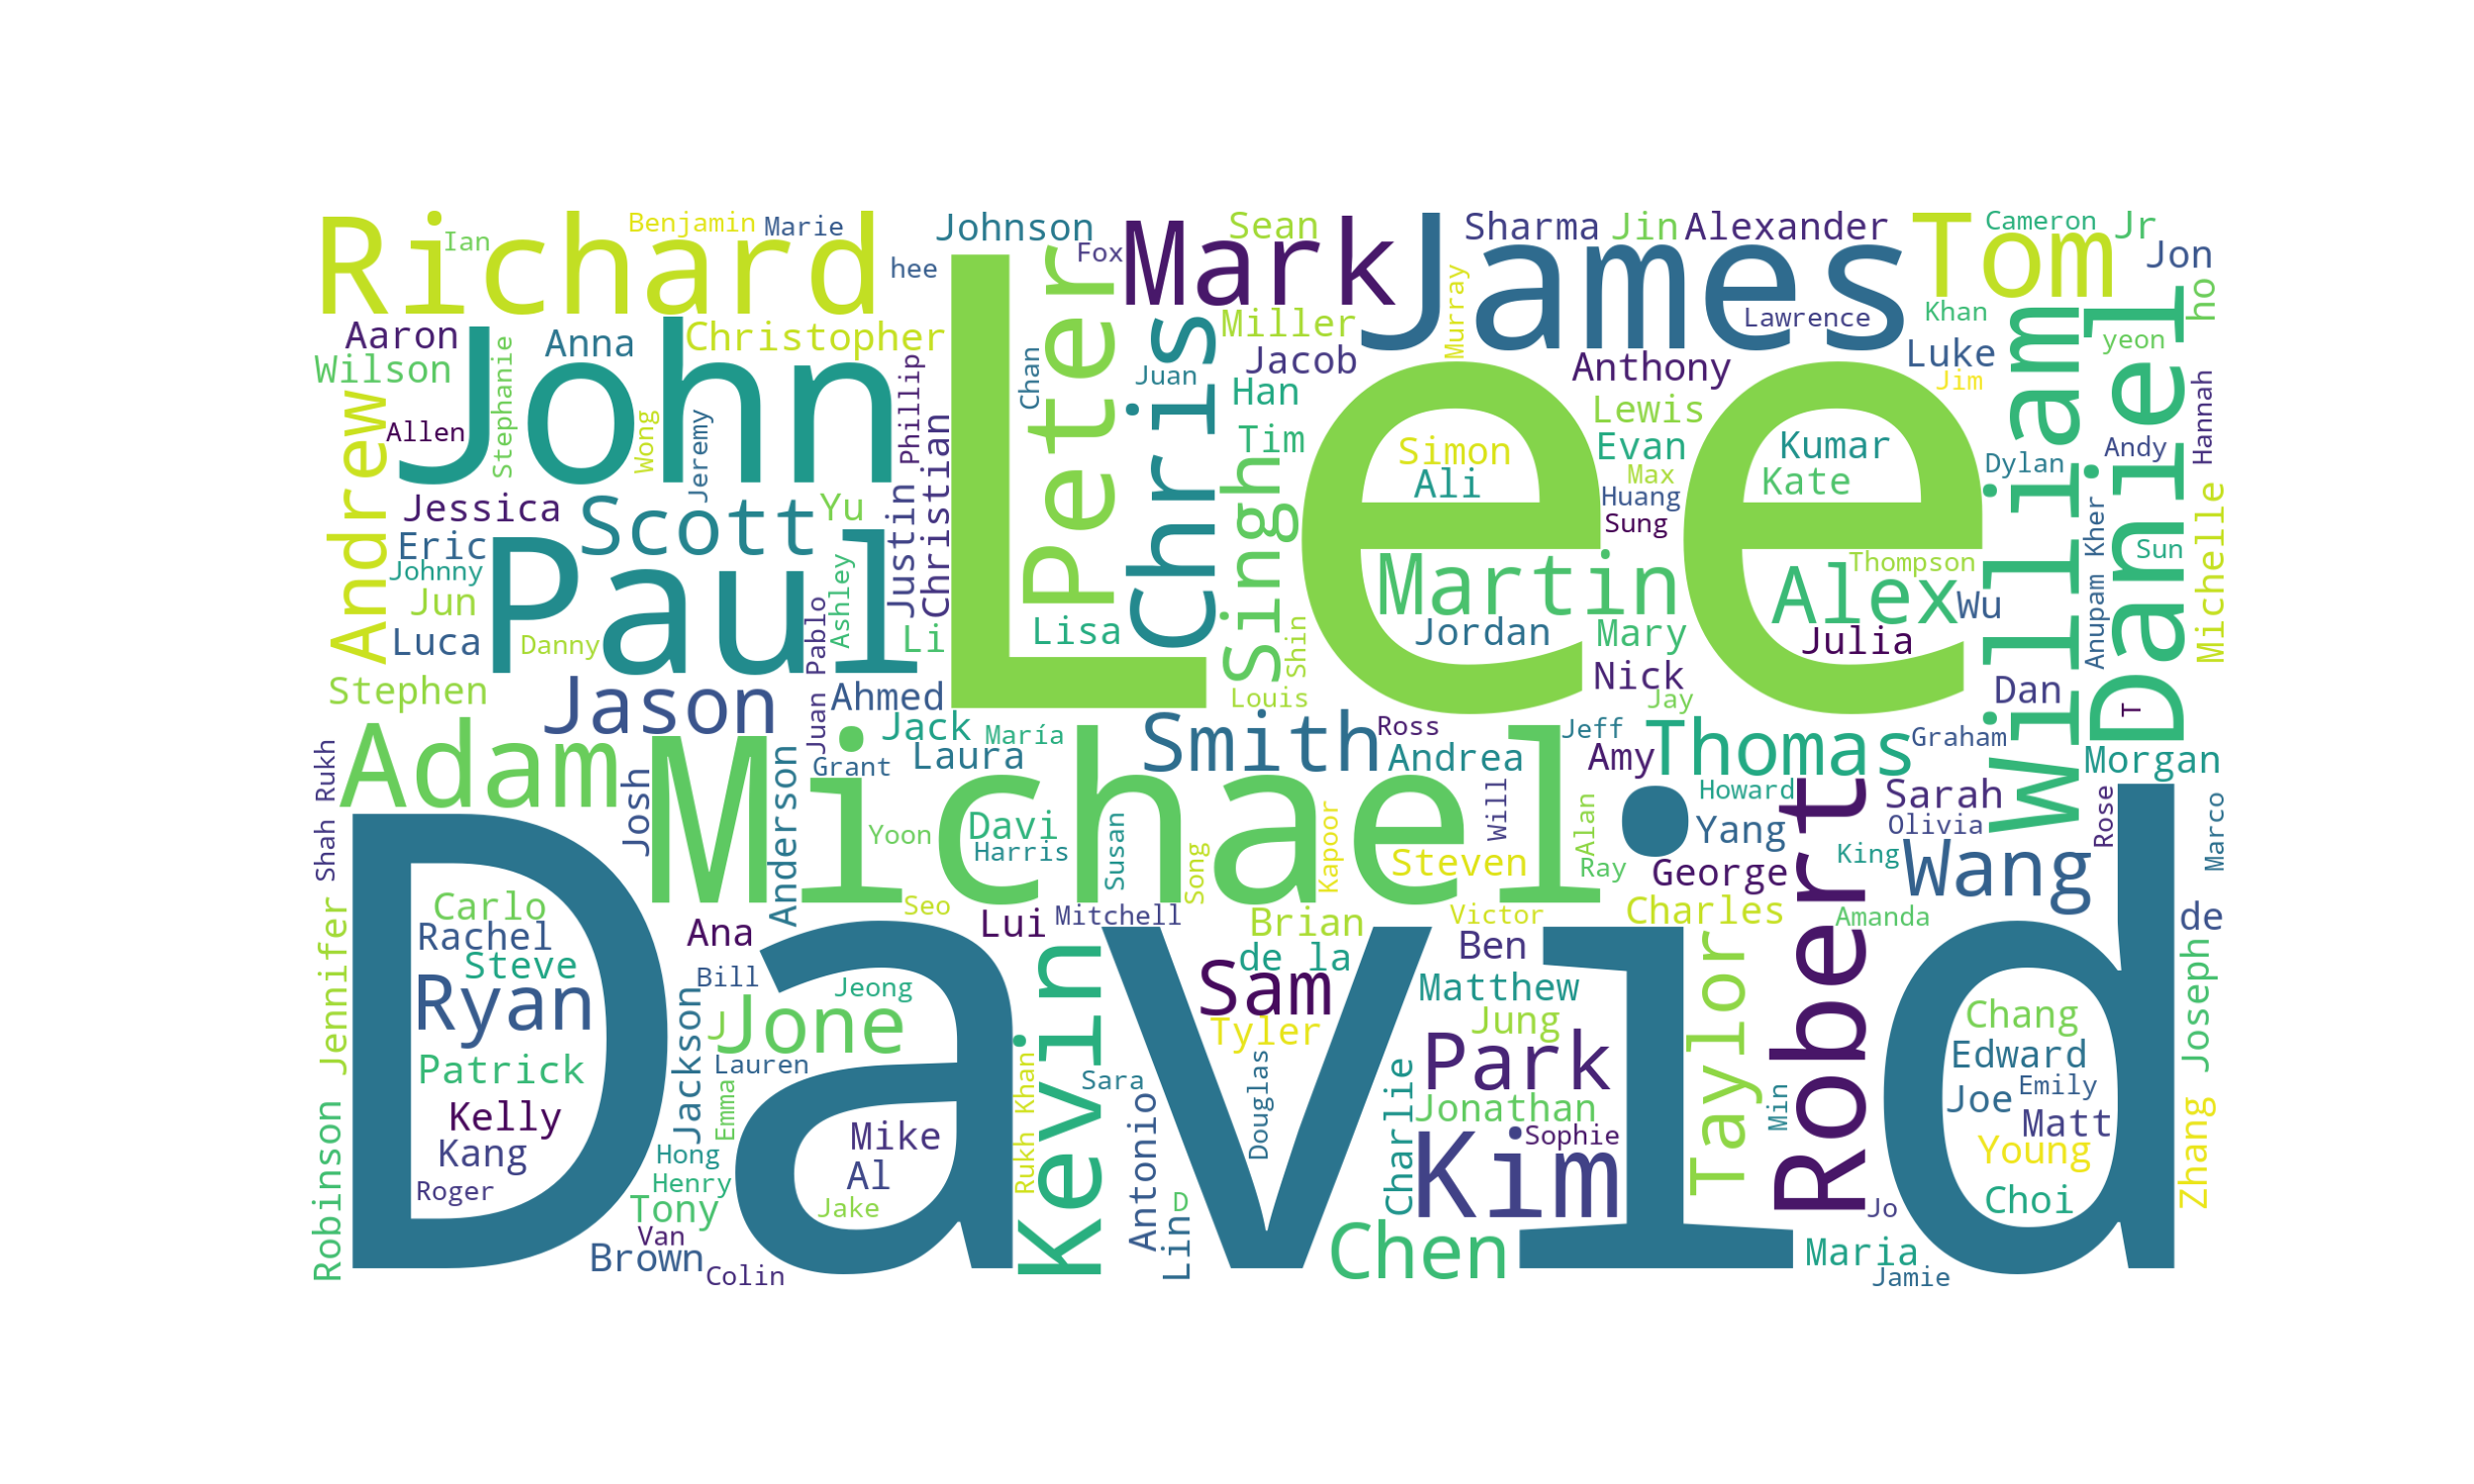 Richard
Ian
Benjamin
Marie
Johnson
hee
Fox
Mark
Sean
James
Sharma
Jin
Alexander
Tom
Cameron
Jr
Jon
Khan
ho
Aaron
Wilson
Anna
Christopher
John
Lee
Peter
Chan
Juan
Chris
Miller
Jacob
Han
Tim
Murray
Lawrence
Anthony
Lewis
Evan
Luke
Jim
William
Daniel
yeon
Hannah
Andy
Dylan
Andrew
Allen
Stephanie
Wong
Jeremy
Phillip
Christian
Justin
Simon
Ali
Max
Huang
Sung
Kumar
Kate
Jessica
Eric
Johnny
Jun
Luca
Danny
Scott
Yu
Paul
Ashley
Juan Pablo
Li
Lisa
Singh
Shin
Louis
Martin
Jordan
Mary
Nick
Jay
Thompson
Alex
Julia
Wu
Anupam Kher
Sun
Michelle
Dan
T
Stephen
Jason
Ahmed
Adam
Michael
Grant
Jack
Laura
María
Smith
Ross
Andrea
Jeff
Amy
Thomas
Graham
Morgan
Shah Rukh
Josh
Anderson
Yoon
Davi
Harris
Susan
Song
Kapoor
Steven
Will
Alan
Ray
Howard
Yang
George
Robert
Sarah
Olivia
King
Wang
Rose
Marco
David
Carlo
Rachel
Steve
Ryan
Patrick
Kelly
Kang
Roger
Jennifer
Robinson
Ana
Bill
Jackson
J
Jone
Jeong
Lauren
Emma
Hong
Henry
Tony
Van
Brown
Colin
Seo
Lui
Mitchell
Mike
Al
Jake
Rukh Khan
Kevin
Sara
Antonio
Lin
D
Brian
de la
Sam
Tyler
Douglas
Victor
Ben
Matthew
Jung
Park
Jonathan
Charlie
Kim
Sophie
Chen
Charles
Taylor
Min
Amanda
de
Chang
Edward
Joe
Emily
Matt
Young
Choi
Jo
Maria
Jamie
Joseph
Zhang